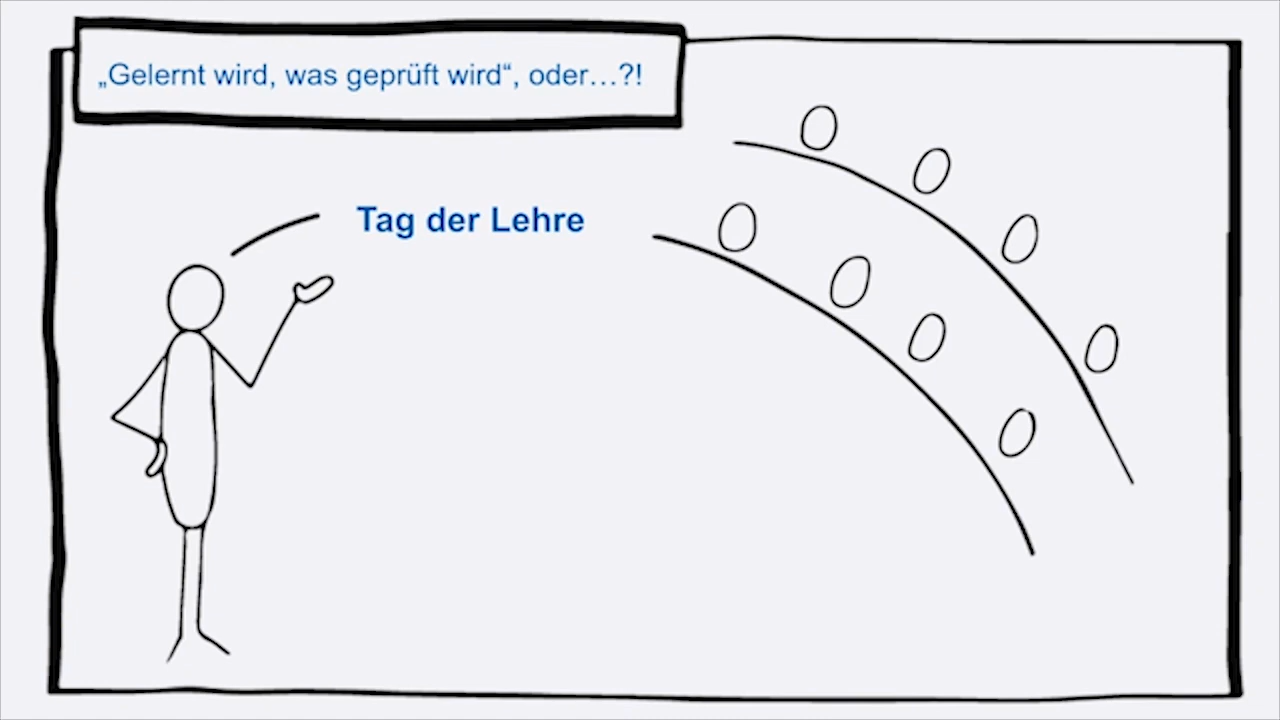 „Gelernt wird, was geprüft wird“, oder…?!
Tag der Lehre